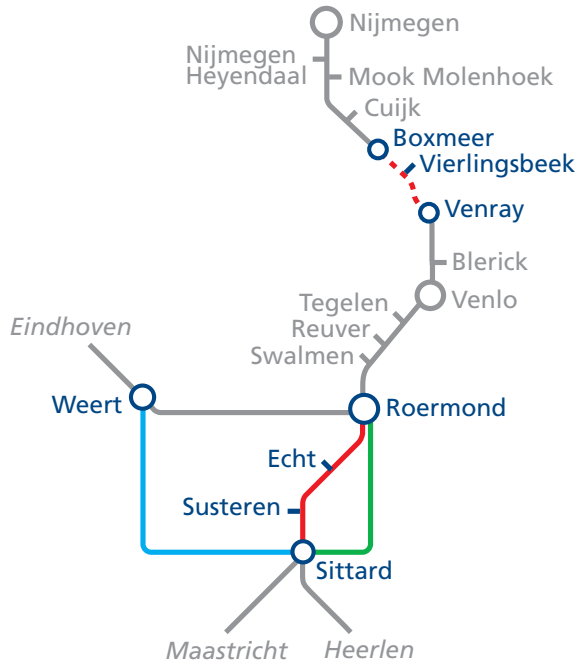 Nijmegen
Nijmegen
Heyendaal
Mook Molenhoek
Cuijk
Boxmeer
Vierlingsbeek
Venray
Blerick
Venlo
Tegelen
Reuver
Swalmen
Eindhoven
Weert
Roermond
Echt
Susteren
Sittard
Maastricht
Heerlen